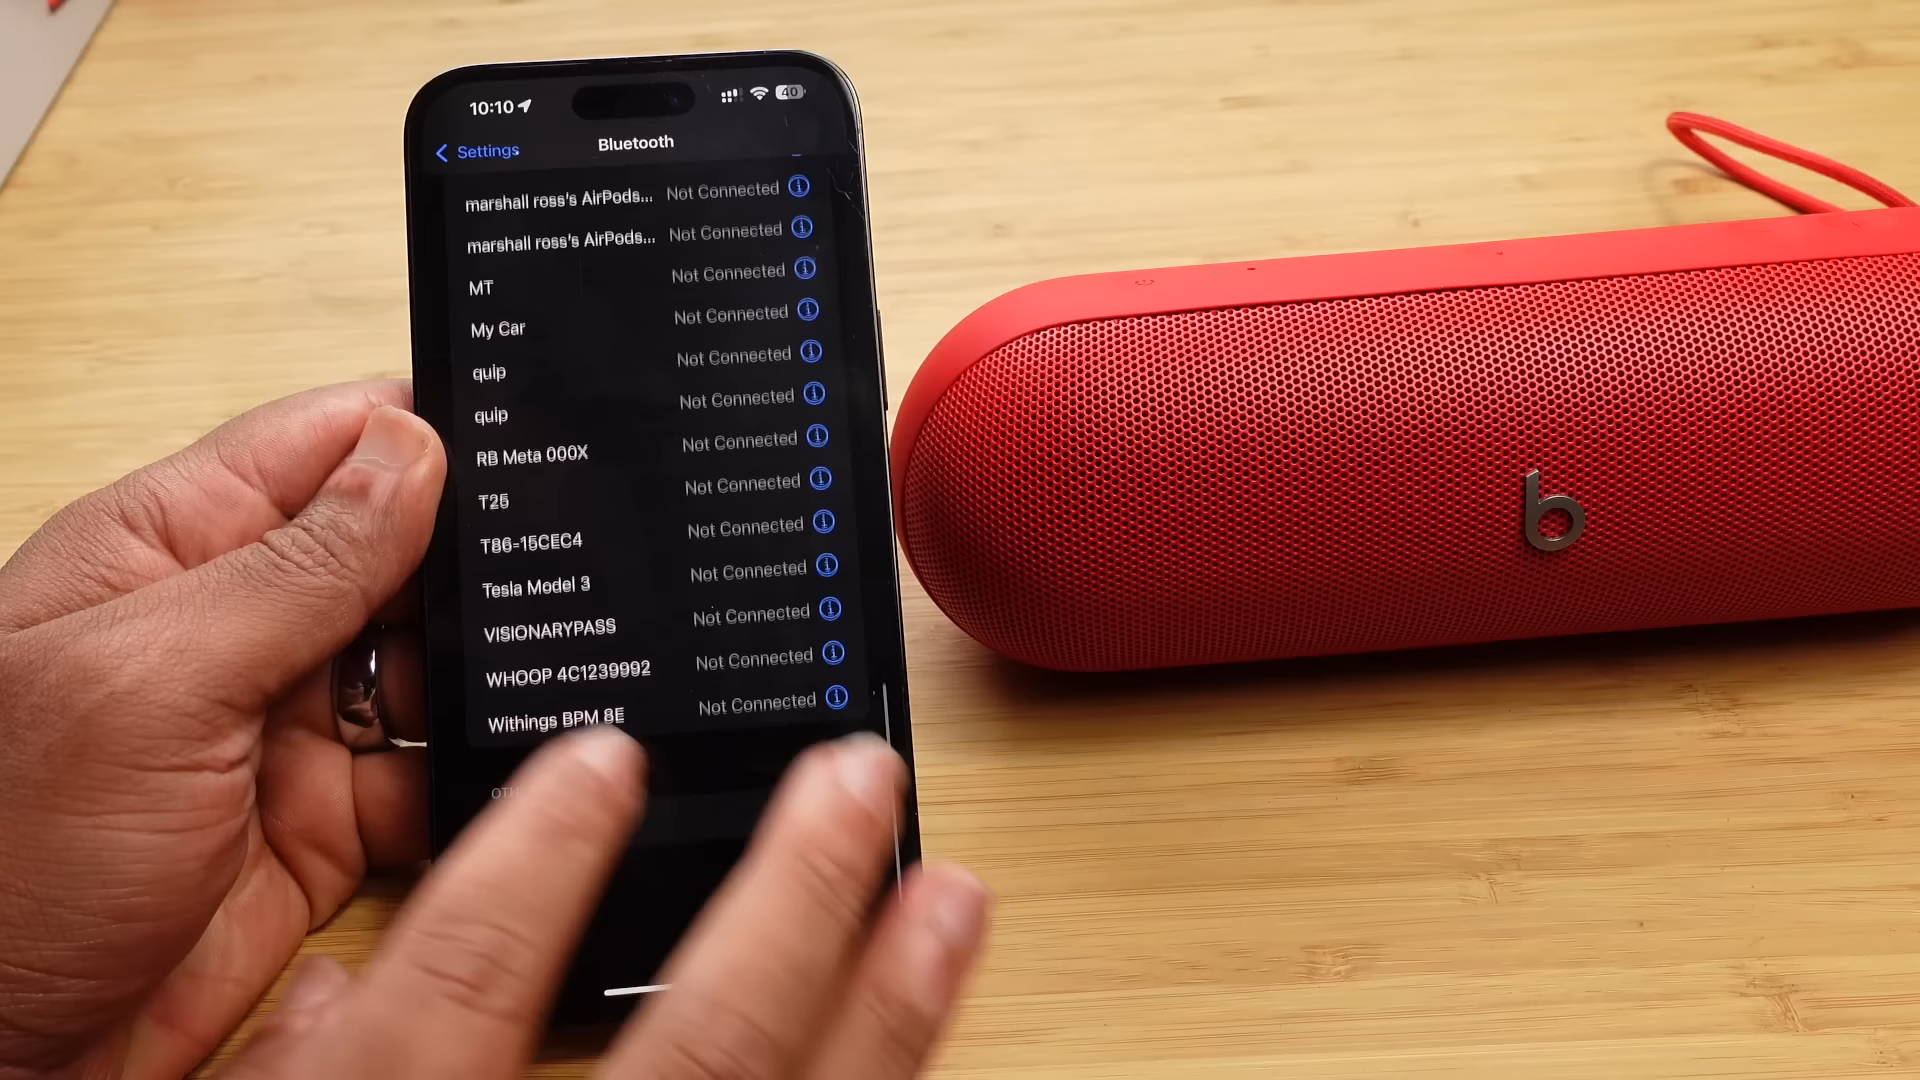 10:10
40
Settings
Bluetooth
marshall ross's AirPods... Not Connected
marshall ross's AirPods... Not Connected
MT Not Connected
My Car Not Connected
quip Not Connected
quip Not Connected
RB Meta 000X Not Connected
T25 Not Connected
T86-15CEC4 Not Connected
Tesla Model 3 Not Connected
VISIONARYPASS Not Connected
WHOOP 4C1239992 Not Connected
Withings BPM 8E Not Connected
b